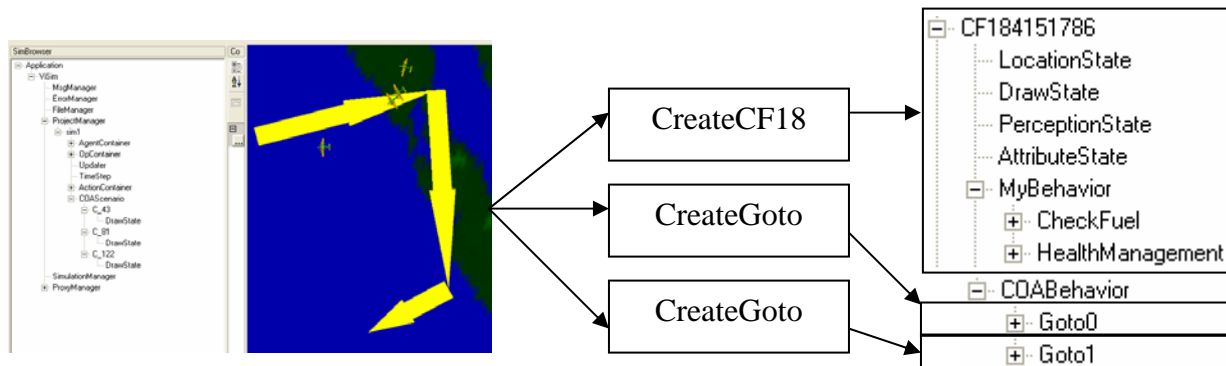 SimBrowser
Co
Application
ViSim
MsgManager
ErrorManager
FileManager
ProjectManager
sim1
AgentContainer
OpContainer
Updater
TimeStep
ActionContainer
COAScenario
C_43
DrawState
C_81
DrawState
C_122
DrawState
SimulationManager
ProxyManager
CreateCF18
CreateGoto
CreateGoto
CF184151786
LocationState
DrawState
PerceptionState
AttributeState
MyBehavior
CheckFuel
HealthManagement
COABehavior
Goto0
Goto1